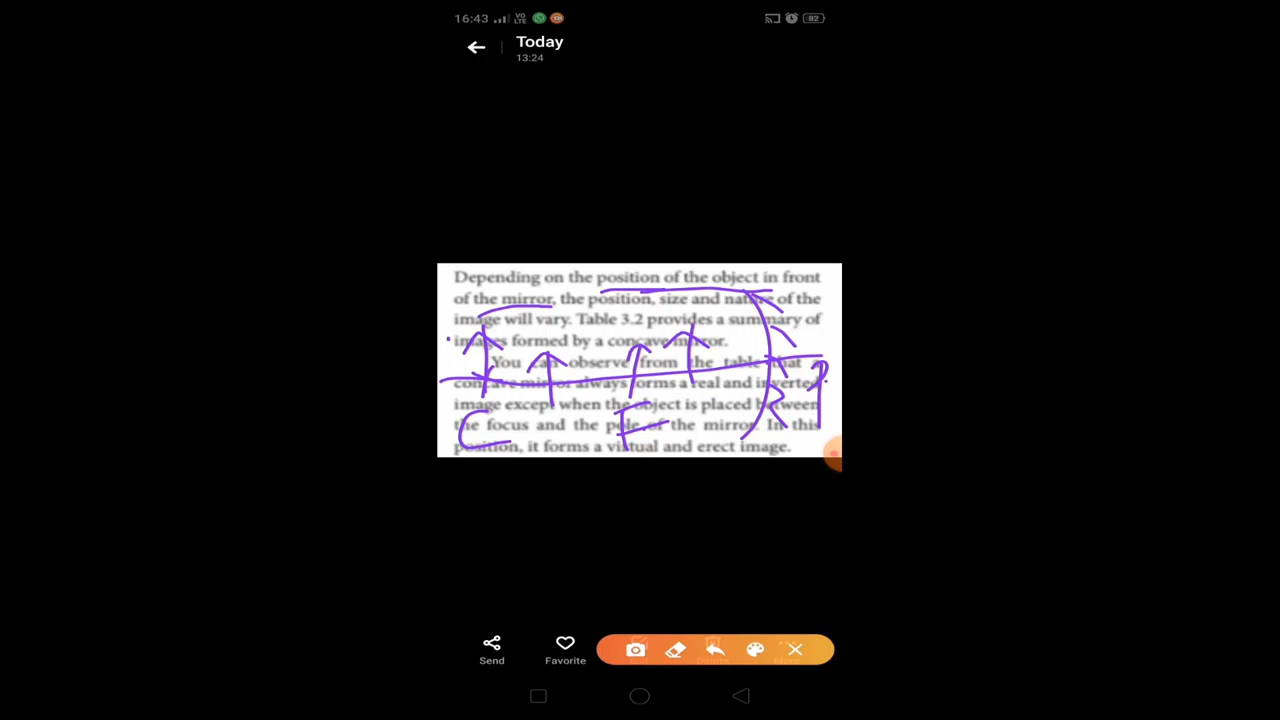 16:43 VO LTE 82
Today
13:24
Depending on the position of the object in front
of the mirror, the position, size and nature of the
image will vary. Table 3.2 provides a summary of
images formed by a concave mirror.
You can observe from the table that a
concave mirror always forms a real and inverted
image except when the object is placed between
the focus and the pole of the mirror. In this
position, it forms a virtual and erect image.
C F P
Send Favorite